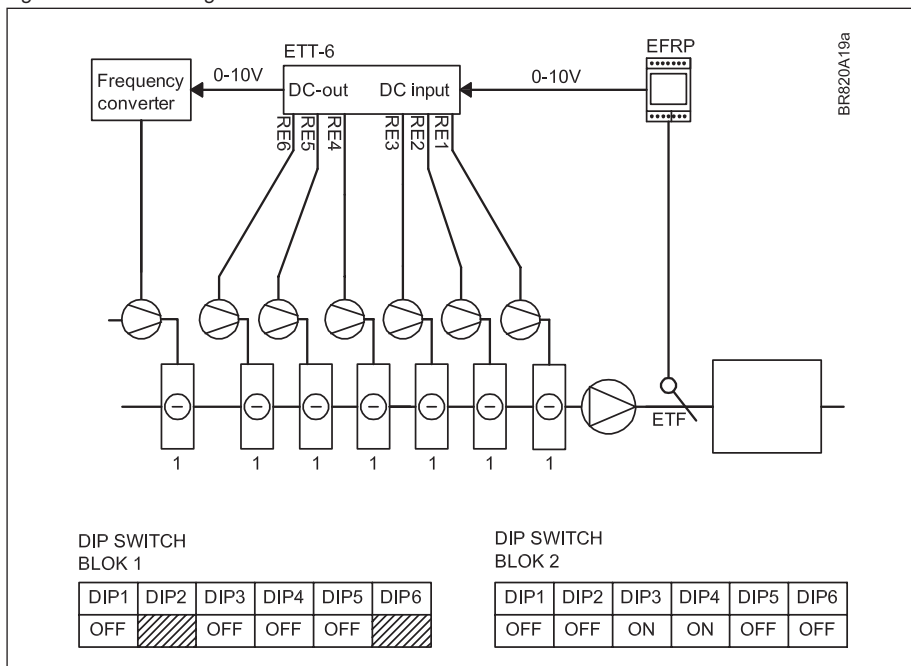 ETT-6
EFRP
BR820A19a
Frequency
converter
0-10V
DC-out
DC input
0-10V
RE6
RE5
RE4
RE3
RE2
RE1
ETF
1
1
1
1
1
1
1
DIP SWITCH
BLOK 1
DIP1 DIP2 DIP3 DIP4 DIP5 DIP6
OFF OFF OFF OFF
DIP SWITCH
BLOK 2
DIP1 DIP2 DIP3 DIP4 DIP5 DIP6
OFF OFF ON ON OFF OFF